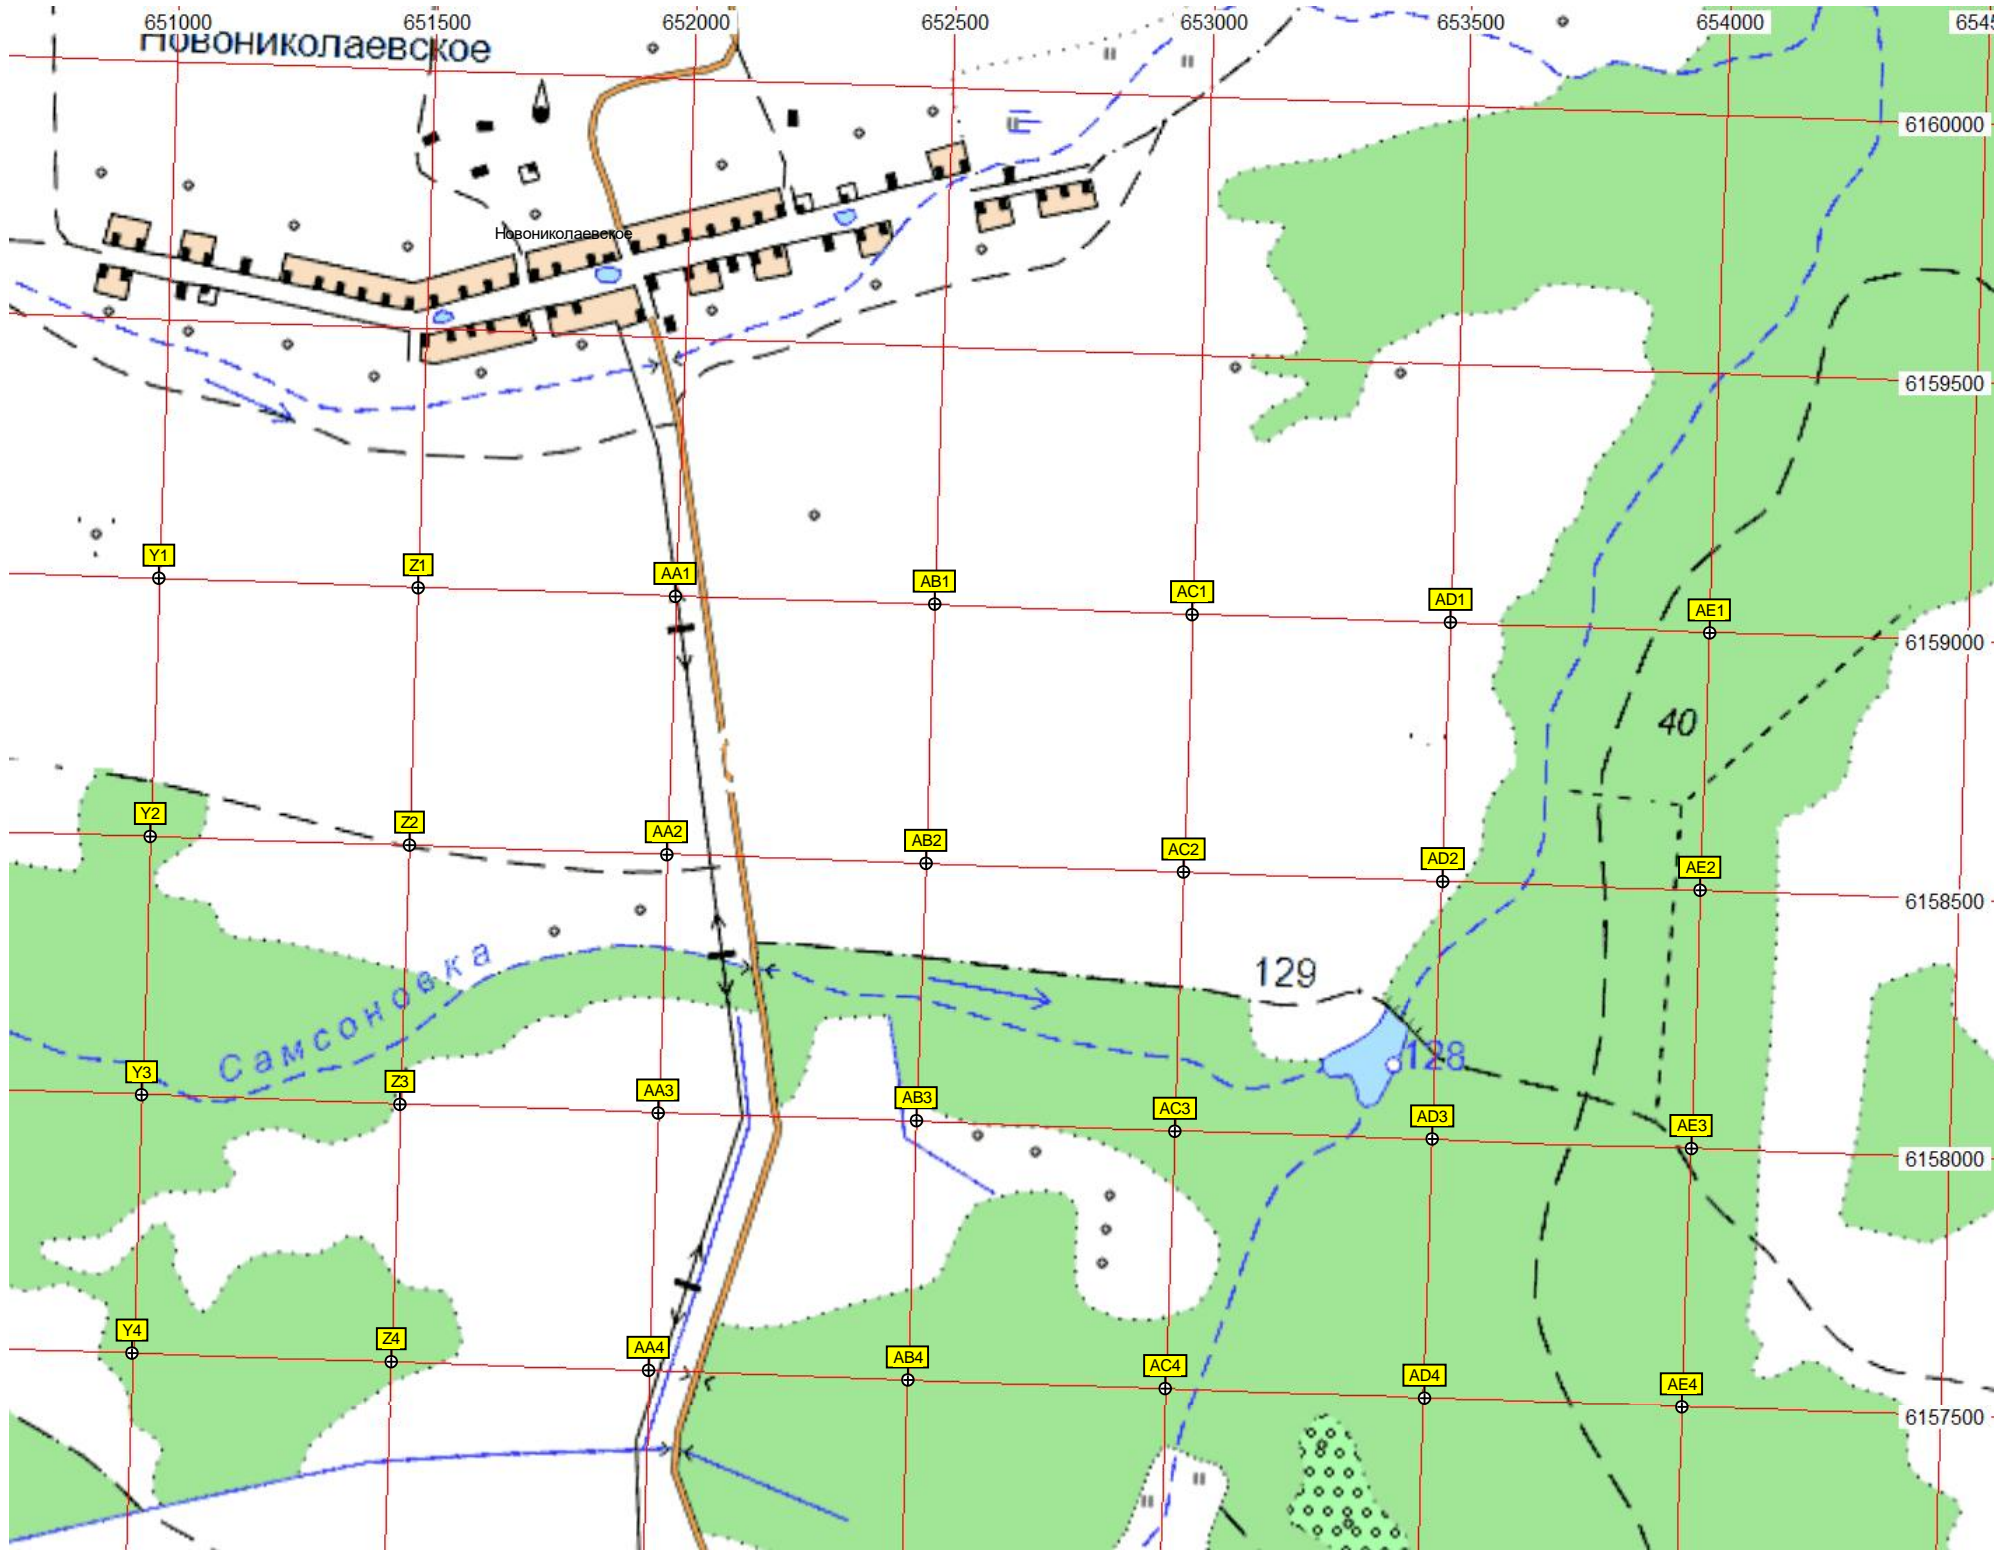 651000 651500 652000 652500 653000 653500 654000 6545
Новониколаевское
6160000
Новониколаевское
6159500
Y1 Z1 AA1 AB1 AC1 AD1 AE1
6159000
40
Y2 Z2 AA2 AB2 AC2 AD2 AE2
6158500
Самсоновка
129
128
Y3 Z3 AA3 AB3 AC3 AD3 AE3
6158000
Y4 Z4 AA4 AB4 AC4 AD4 AE4
6157500